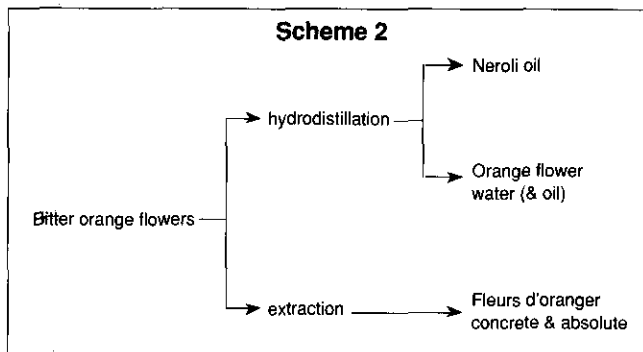 Scheme 2
Neroli oil
hydrodistillation
Orange flower
water (& oil)
Bitter orange flowers
extraction
Fleurs d'oranger
concrete & absolute